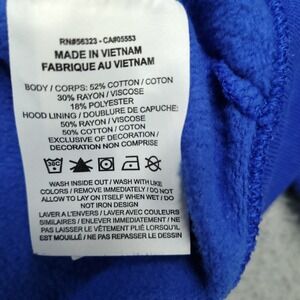 RN#56323 - CA#05553
MADE IN VIETNAM
FABRIQUE AU VIETNAM
BODY / CORPS: 52% COTTON / COTON
30% RAYON / VISCOSE
18% POLYESTER
HOOD LINING / DOUBLURE DE CAPUCHE:
50% RAYON / VISCOSE
50% COTTON / COTON
EXCLUSIVE OF DECORATION /
DECORATION NON COMPRISE
WASH INSIDE OUT / WASH WITH LIKE
COLORS / REMOVE IMMEDIATELY / DO NOT
ALLOW TO LAY ON ITSELF WHEN WET / DO
NOT IRON DESIGN
LAVER A L'ENVERS / LAVER AVEC COULEURS
SIMILAIRES / ENLEVER IMMEDIATEMENT /
NE PAS LAISSER LE VÊTEMENT PLIÉ LORSQU'IL
EST MOUILLÉ / NE PAS REPASSER LE DESSIN